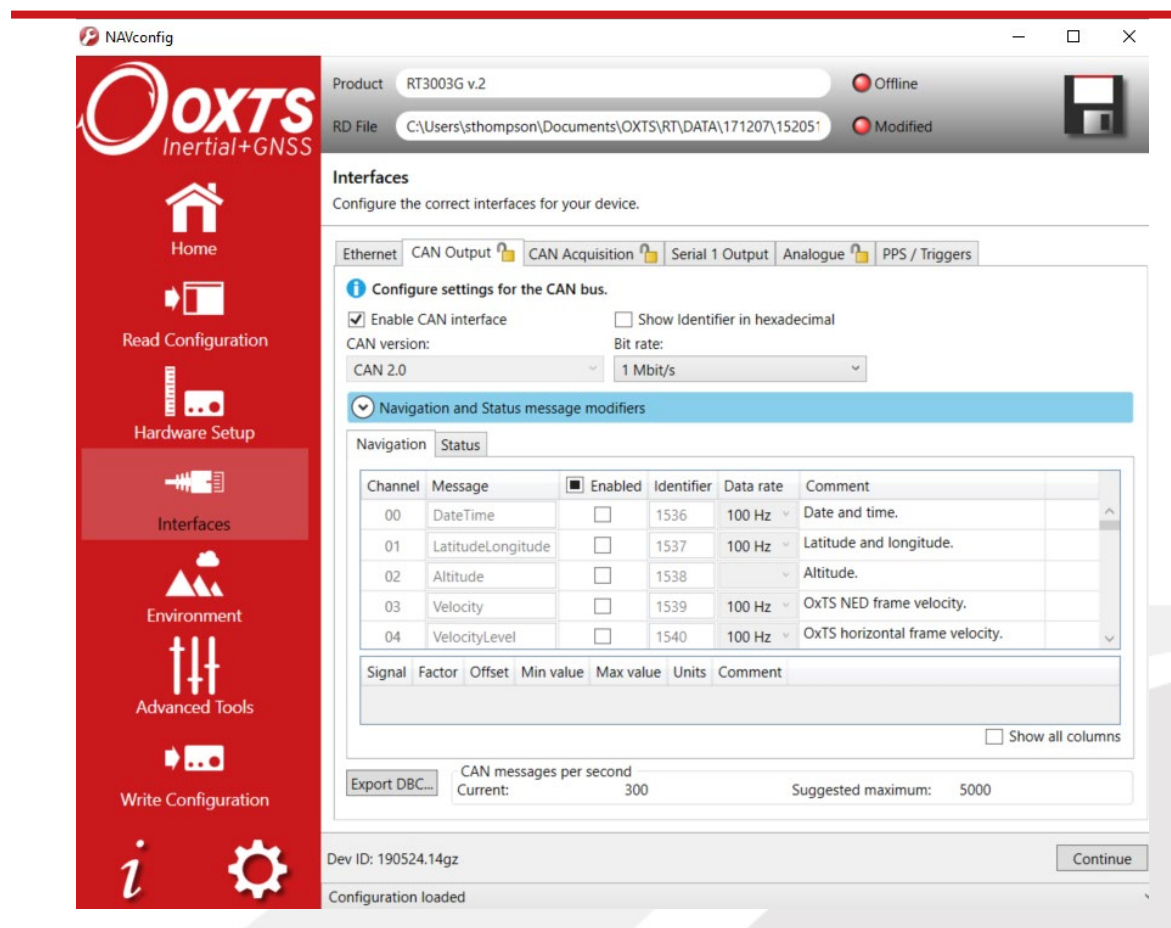 NAVconfig
OXTS
Inertial+GNSS
Product RT3003G v.2 Offline
RD File C:\Users\sthompson\Documents\OXTS\RT\DATA\171207\152051 Modified
Interfaces
Configure the correct interfaces for your device.
Home
Read Configuration
Hardware Setup
Interfaces
Environment
Advanced Tools
Write Configuration
i
Ethernet CAN Output CAN Acquisition Serial 1 Output Analogue PPS / Triggers
Configure settings for the CAN bus.
Enable CAN interface Show Identifier in hexadecimal
CAN version: Bit rate:
CAN 2.0 1 Mbit/s
Navigation and Status message modifiers
Navigation Status
Channel Message Enabled Identifier Data rate Comment
00 DateTime 1536 100 Hz Date and time.
01 LatitudeLongitude 1537 100 Hz Latitude and longitude.
02 Altitude 1538 Altitude.
03 Velocity 1539 100 Hz OxTS NED frame velocity.
04 VelocityLevel 1540 100 Hz OxTS horizontal frame velocity.
Signal Factor Offset Min value Max value Units Comment
Show all columns
Export DBC... CAN messages per second
Current: 300 Suggested maximum: 5000
Dev ID: 190524.14gz Continue
Configuration loaded